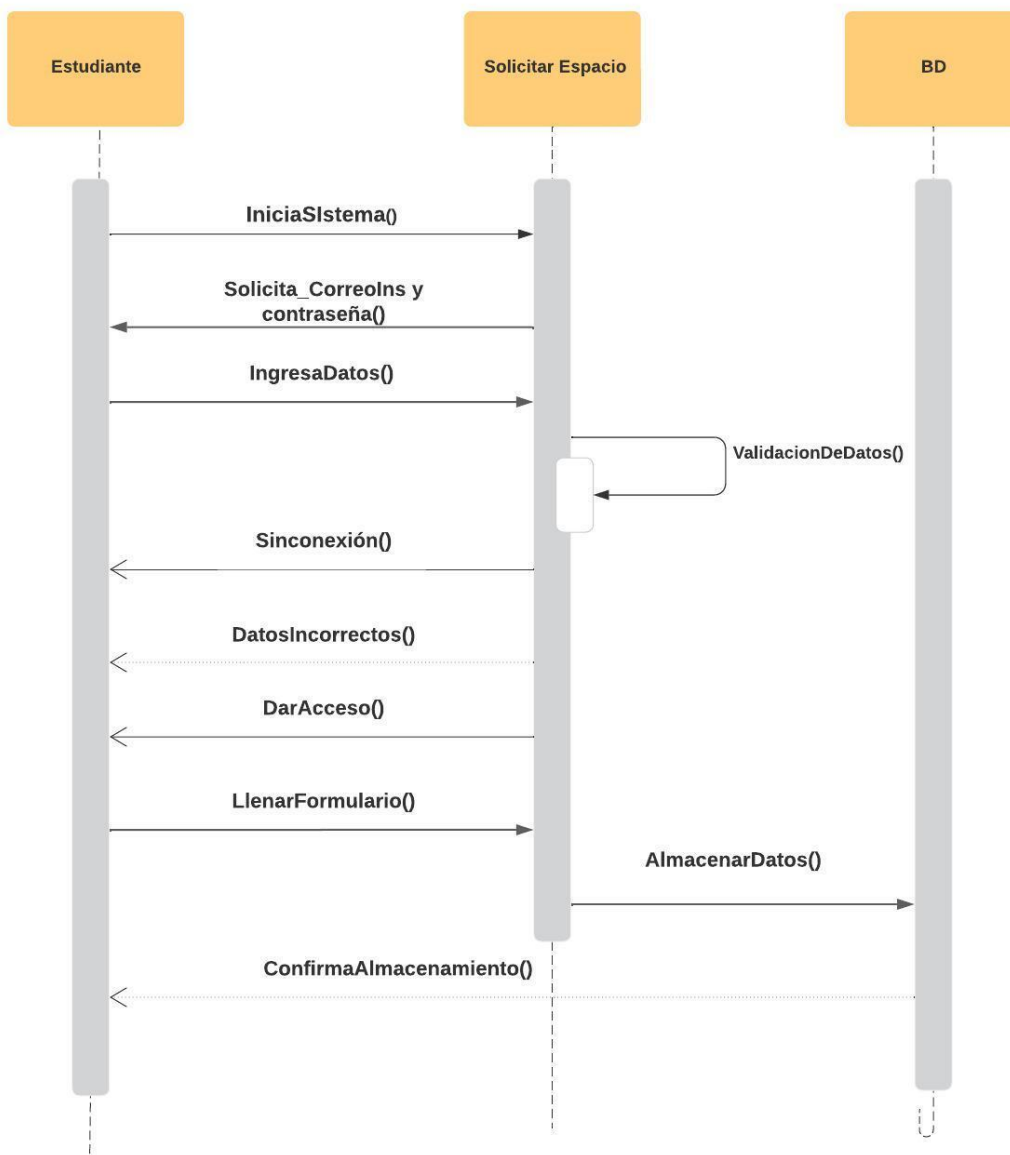 Estudiante
Solicitar Espacio
BD
IniciaSIstema()
Solicita_CorreoIns y
contraseña()
IngresaDatos()
ValidacionDeDatos()
Sinconexión()
DatosIncorrectos()
DarAcceso()
LlenarFormulario()
AlmacenarDatos()
ConfirmaAlmacenamiento()